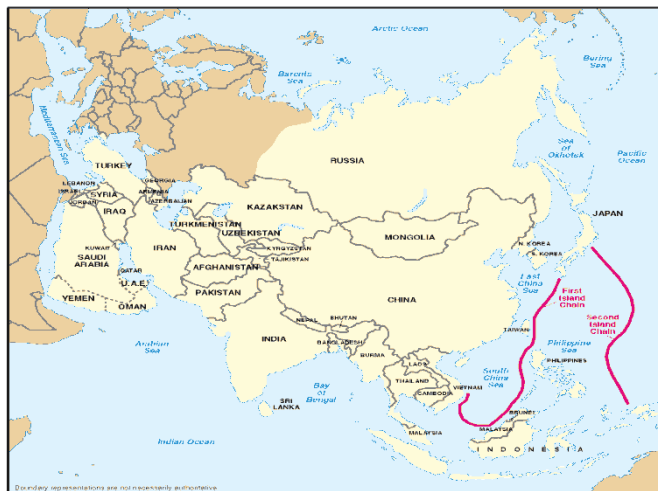 Arctic Ocean
Barents
Sea
Bering
Sea
Mediterranean Sea
RUSSIA
Sea
of
Okhotsk
Pacific
Ocean
TURKEY
GEORGIA
ARMENIA
AZERBAIJAN
LEBANON
ISRAEL
SYRIA
JORDAN
IRAQ
KAZAKSTAN
MONGOLIA
JAPAN
N. KOREA
S. KOREA
TURKMENISTAN
UZBEKISTAN
KYRGYZSTAN
TAJIKISTAN
KUWAIT
IRAN
AFGHANISTAN
SAUDI
ARABIA
QATAR
U.A.E.
PAKISTAN
CHINA
East
China
Sea
First
Island
Chain
Second
Island
Chain
YEMEN
OMAN
NEPAL
BHUTAN
BANGLADESH
INDIA
BURMA
LAOS
TAIWAN
Philippine
Sea
PHILIPPINES
Arabian
Sea
THAILAND
VIETNAM
CAMBODIA
South
China Sea
Bay
of
Bengal
SRI
LANKA
BRUNEI
MALAYSIA
MALAYSIA
INDONESIA
Indian Ocean
Boundary representations are not necessarily authoritative